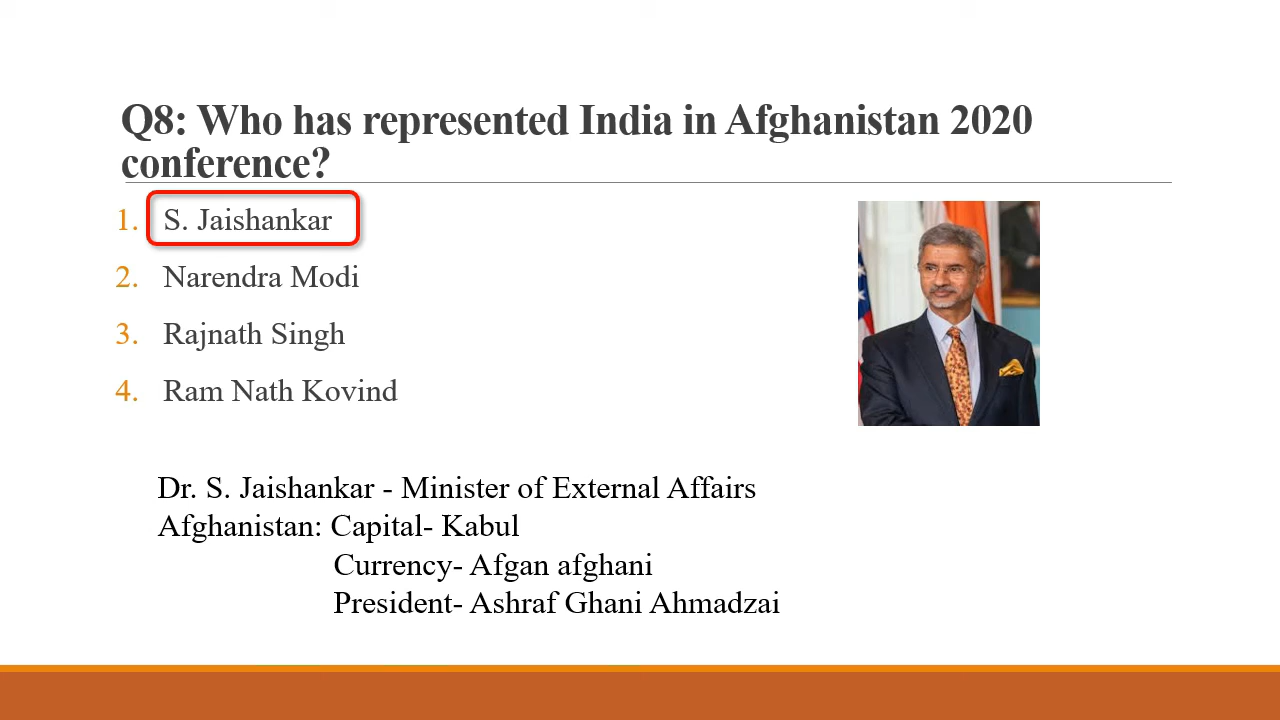 Q8: Who has represented India in Afghanistan 2020
conference?
1. S. Jaishankar
2. Narendra Modi
3. Rajnath Singh
4. Ram Nath Kovind
Dr. S. Jaishankar - Minister of External Affairs
Afghanistan: Capital- Kabul
Currency- Afgan afghani
President- Ashraf Ghani Ahmadzai